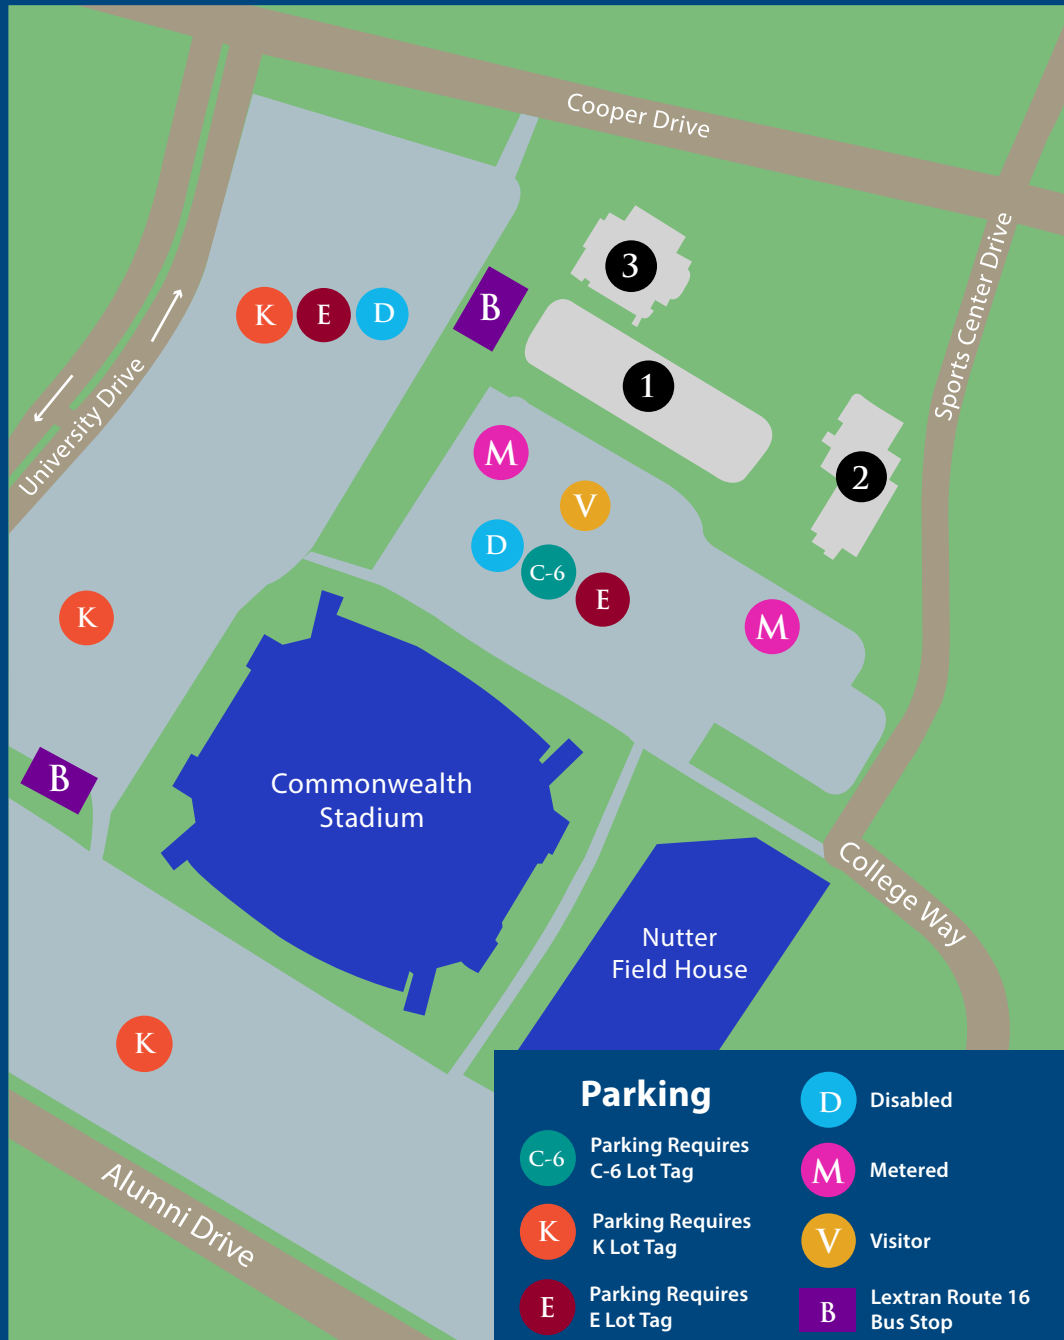 Cooper Drive
Sports Center Drive
University Drive
3
B
K E D
1
M
2
V
D
C-6
E
K
M
B
Commonwealth
Stadium
College Way
Nutter
Field House
K
Alumni Drive
Parking
C-6 Parking Requires
C-6 Lot Tag
K Parking Requires
K Lot Tag
E Parking Requires
E Lot Tag
D Disabled
M Metered
V Visitor
B Lextran Route 16
Bus Stop